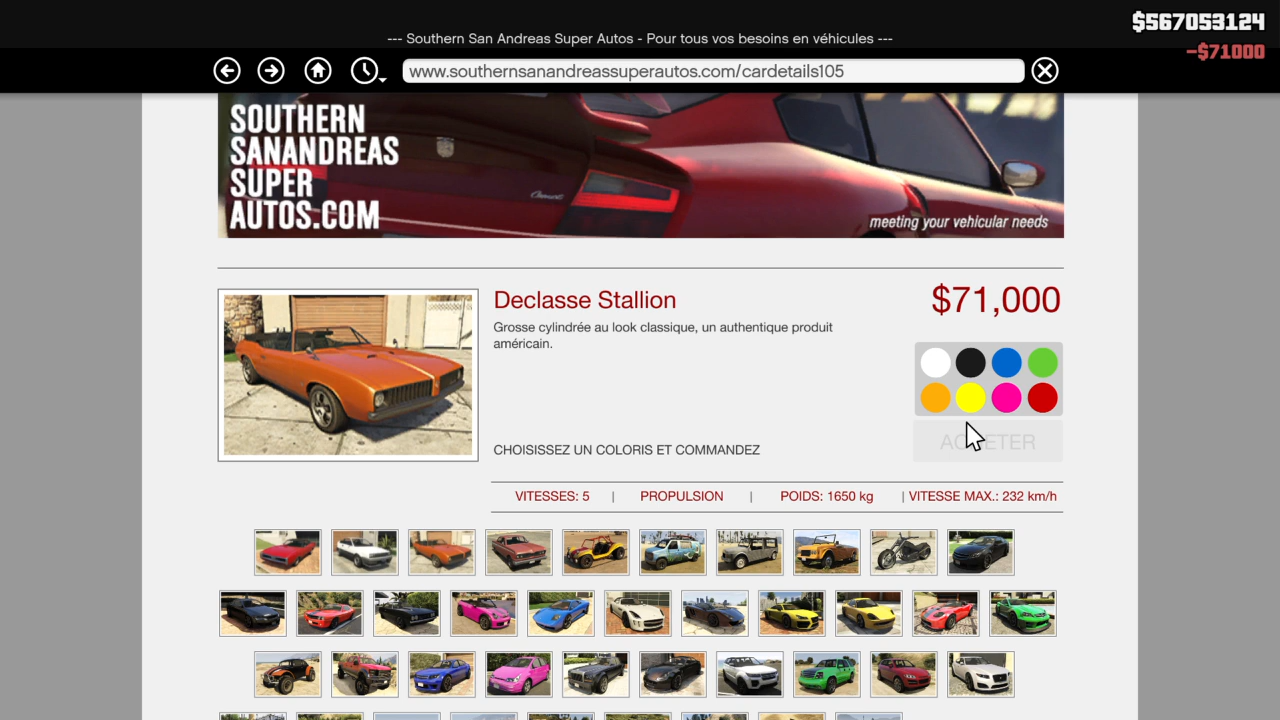 $567053124
--- Southern San Andreas Super Autos - Pour tous vos besoins en véhicules ---
-$71000
www.southernsanandreassuperautos.com/cardetails105
SOUTHERN
SANANDREAS
SUPER
AUTOS.COM
meeting your vehicular needs
Declasse Stallion
$71,000
Grosse cylindrée au look classique, un authentique produit
américain.
ACHETER
CHOISISSEZ UN COLORIS ET COMMANDEZ
VITESSES: 5 | PROPULSION | POIDS: 1650 kg | VITESSE MAX.: 232 km/h